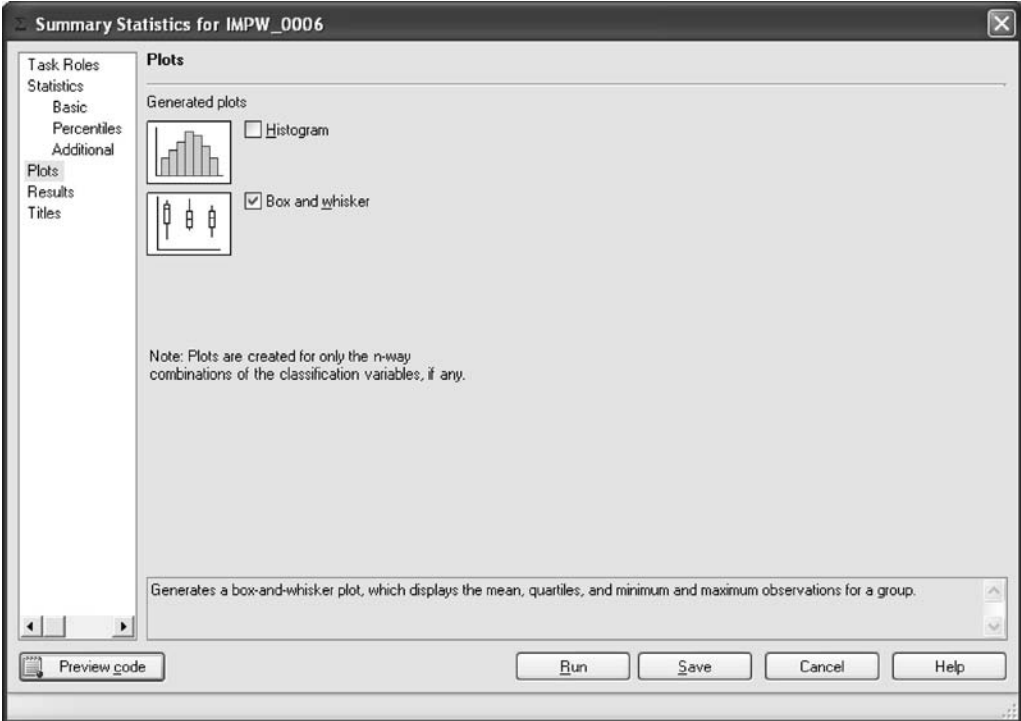 Summary Statistics for IMPW_0006
Task Roles
Statistics
Basic
Percentiles
Additional
Plots
Results
Titles
Plots
Generated plots
Histogram
Box and whisker
Note: Plots are created for only the n-way
combinations of the classification variables, if any.
Generates a box-and-whisker plot, which displays the mean, quartiles, and minimum and maximum observations for a group.
Preview code
Run
Save
Cancel
Help